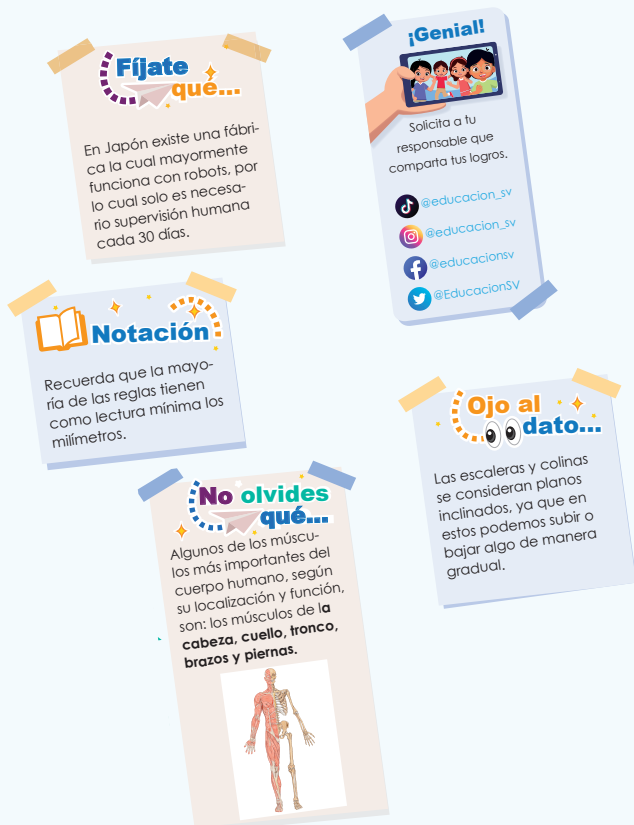 Fíjate
que...
En Japón existe una fábri-
ca la cual mayormente
funciona con robots, por
lo cual solo es necesa-
rio supervisión humana
cada 30 días.
¡Genial!
Solicita a tu
responsable que
comparta tus logros.
@educacion_sv
@educacion_sv
@educacionsv
@EducacionSV
Notación
Recuerda que la mayo-
ría de las reglas tienen
como lectura mínima los
milímetros.
Ojo al
dato...
Las escaleras y colinas
se consideran planos
inclinados, ya que en
estos podemos subir o
bajar algo de manera
gradual.
No olvides
qué...
Algunos de los múscu-
los más importantes del
cuerpo humano, según
su localización y función,
son: los músculos de la
cabeza, cuello, tronco,
brazos y piernas.